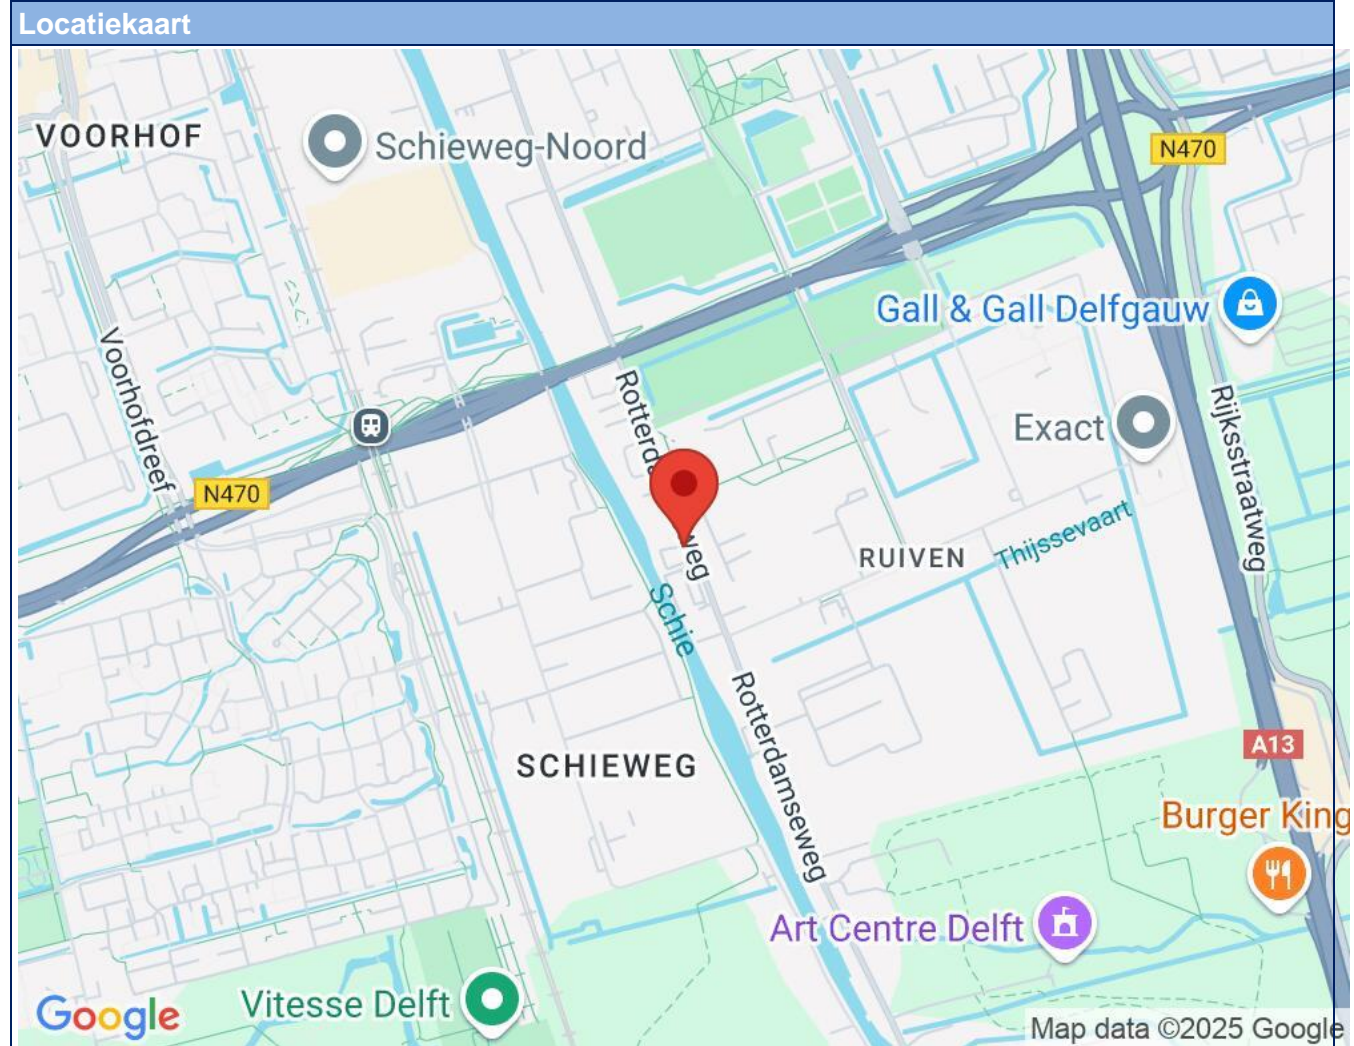 Locatiekaart
VOORHOF
Schieweg-Noord
N470
Gall & Gall Delfgauw
Voorhofdreef
Rotterda
weg
Exact
Rijksstraatweg
N470
Thijssevaart
RUIVEN
Schie
Rotterdamseweg
SCHIEWEG
A13
Burger King
Art Centre Delft
Vitesse Delft
Google
Map data ©2025 Google